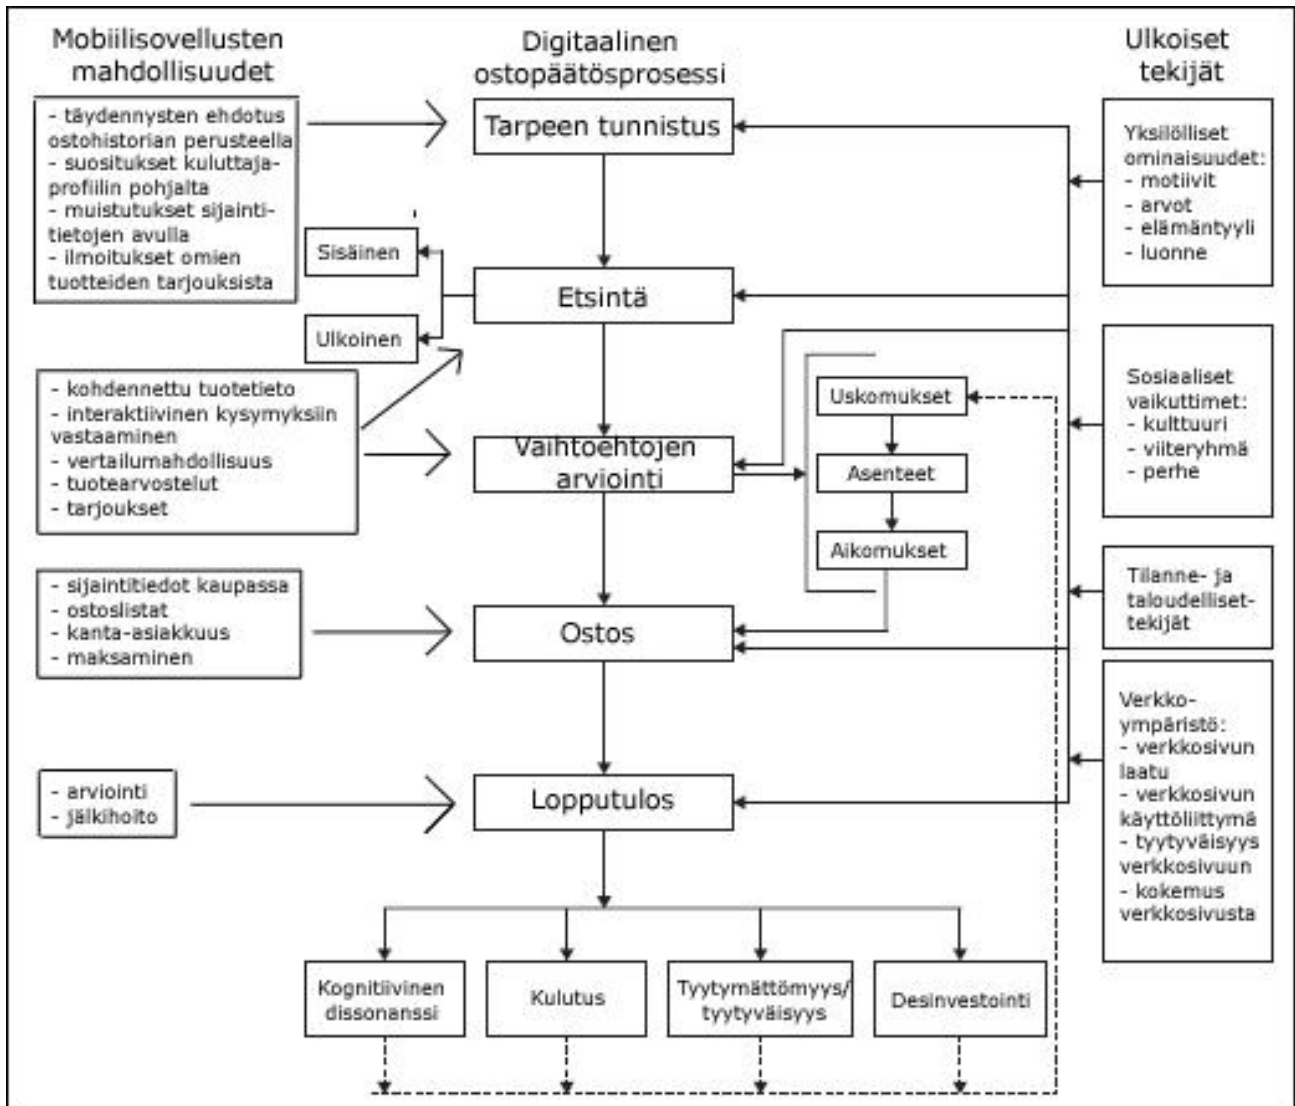 Mobiilisovellusten
mahdollisuudet
- täydennysten ehdotus
ostohistorian perusteella
- suositukset kuluttaja-
profiilin pohjalta
- muistutukset sijainti-
tietojen avulla
- ilmoitukset omien
tuotteiden tarjouksista
- kohdennettu tuotetieto
- interaktiivinen kysymyksiin
vastaaminen
- vertailumahdollisuus
- tuotearvostelut
- tarjoukset
- sijaintitiedot kaupassa
- ostoslistat
- kanta-asiakkuus
- maksaminen
- arviointi
- jälkihoito
Digitaalinen
ostopäätösprosessi
Tarpeen tunnistus
Etsintä
Sisäinen
Ulkoinen
Vaihtoehtojen
arviointi
Uskomukset
Asenteet
Aikomukset
Ostos
Lopputulos
Kognitiivinen
dissonanssi
Kulutus
Tyytymättömyys/
tyytyväisyys
Desinvestointi
Ulkoiset
tekijät
Yksilölliset
ominaisuudet:
- motiivit
- arvot
- elämäntyyli
- luonne
Sosiaaliset
vaikuttimet:
- kulttuuri
- viiteryhmä
- perhe
Tilanne- ja
taloudelliset-
tekijät
Verkko-
ympäristö:
- verkkosivun
laatu
- verkkosivun
käyttöliittymä
- tyytyväisyys
verkkosivuun
- kokemus
verkkosivusta